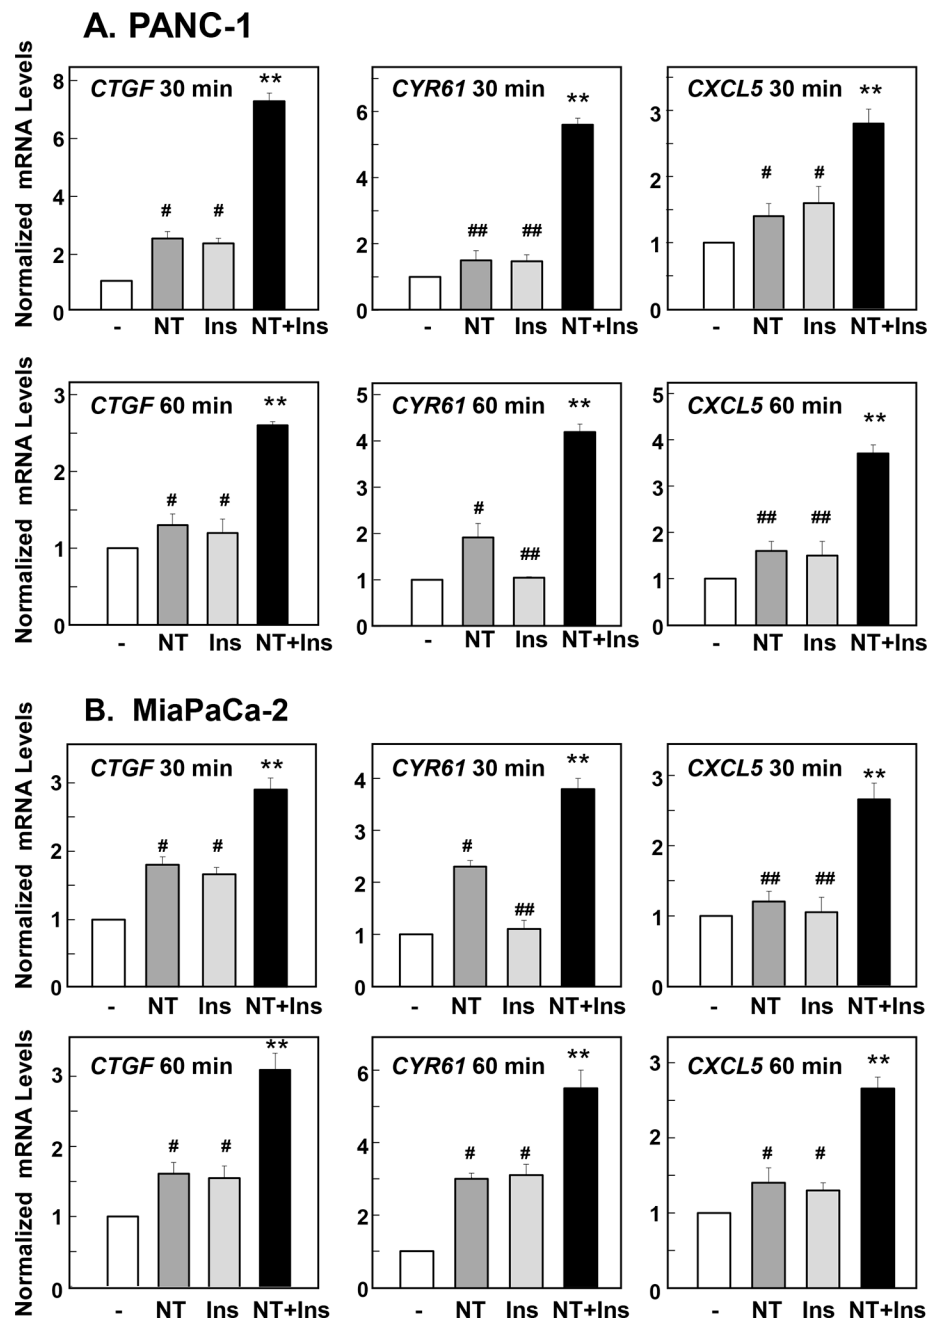 A. PANC-1
Normalized mRNA Levels
CTGF 30 min
**
8
6
4
2
0
# #
- NT Ins NT+Ins
CYR61 30 min
**
6
4
2
0
## ##
- NT Ins NT+Ins
CXCL5 30 min
**
3
2
1
0
# #
- NT Ins NT+Ins
Normalized mRNA Levels
CTGF 60 min
**
3
2
1
0
# #
- NT Ins NT+Ins
CYR61 60 min
**
5
4
3
2
1
0
# ##
- NT Ins NT+Ins
CXCL5 60 min
**
5
4
3
2
1
0
## ##
- NT Ins NT+Ins
B. MiaPaCa-2
Normalized mRNA Levels
CTGF 30 min
**
3
2
1
0
# #
- NT Ins NT+Ins
CYR61 30 min
**
4
3
2
1
0
# ##
- NT Ins NT+Ins
CXCL5 30 min
**
3
2
1
0
## ##
- NT Ins NT+Ins
Normalized mRNA Levels
CTGF 60 min
**
3
2
1
0
# #
- NT Ins NT+Ins
CYR61 60 min
**
6
4
2
0
# #
- NT Ins NT+Ins
CXCL5 60 min
**
3
2
1
0
# #
- NT Ins NT+Ins